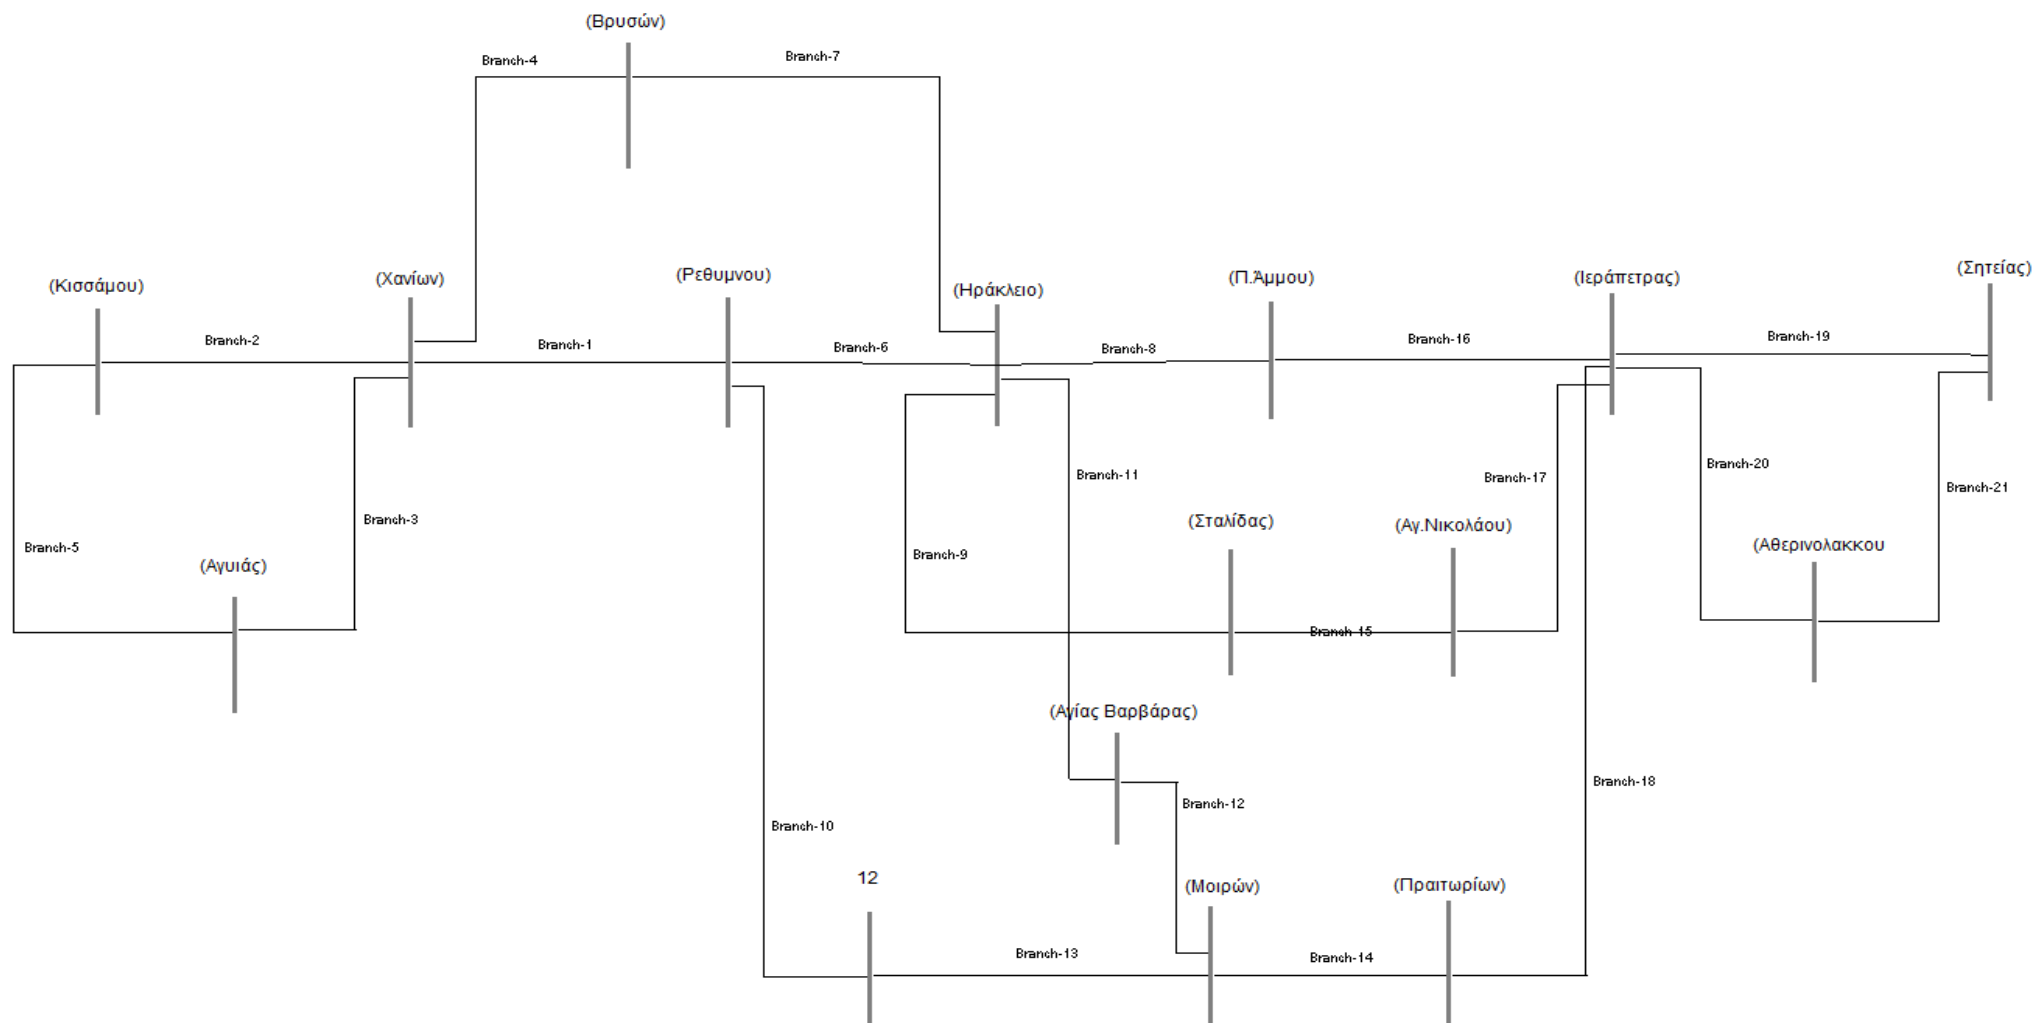 (Βρυσών)
Branch-4
Branch-7
(Κισσάμου)
(Χανίων)
(Ρεθυμνου)
(Ηράκλειο)
(Π.Άμμου)
(Ιεράπετρας)
(Σητείας)
Branch-2
Branch-1
Branch-6
Branch-8
Branch-16
Branch-19
Branch-11
Branch-17
Branch-20
Branch-21
Branch-5
Branch-3
Branch-9
(Σταλίδας)
(Αγ.Νικολάου)
(Αθερινολακκου
(Αγυιάς)
Branch-15
(Αγίας Βαρβάρας)
Branch-10
Branch-12
Branch-18
12
(Μοιρών)
(Πραιτωρίων)
Branch-13
Branch-14